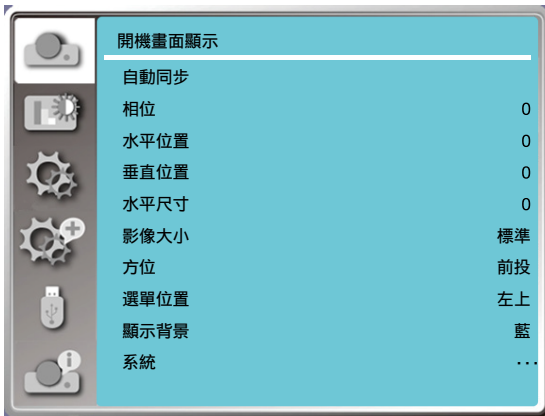 開機畫面顯示
自動同步
相位 0
水平位置 0
垂直位置 0
水平尺寸 0
影像大小 標準
方位 前投
選單位置 左上
顯示背景 藍
系統 ...